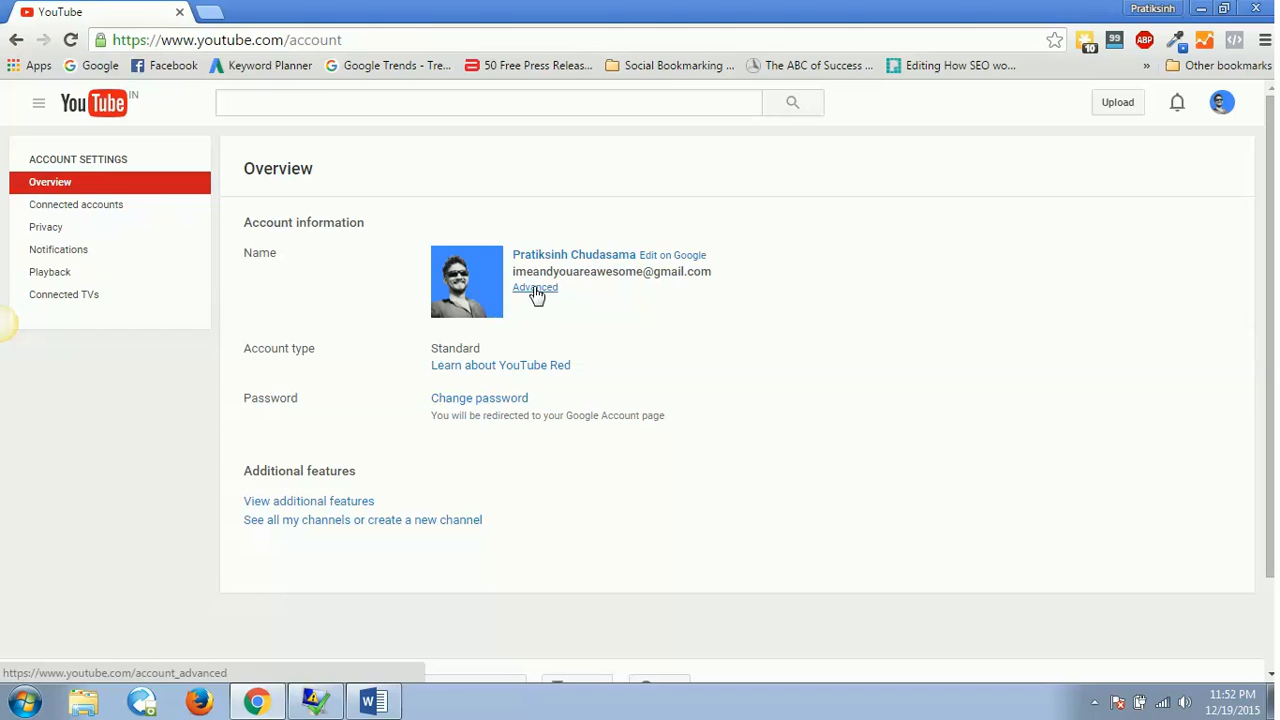 YouTube
Pratiksinh
https://www.youtube.com/account
10
99
ABP
Apps
Google
Facebook
Keyword Planner
Google Trends - Tre...
50 Free Press Releas...
Social Bookmarking ...
The ABC of Success ...
Editing How SEO wo...
»
Other bookmarks
YouTube IN
Upload
ACCOUNT SETTINGS
Overview
Connected accounts
Privacy
Notifications
Playback
Connected TVs
Overview
Account information
Name
Pratiksinh Chudasama Edit on Google
imeandyouareawesome@gmail.com
Advanced
Account type
Standard
Learn about YouTube Red
Password
Change password
You will be redirected to your Google Account page
Additional features
View additional features
See all my channels or create a new channel
https://www.youtube.com/account_advanced
11:52 PM
12/19/2015